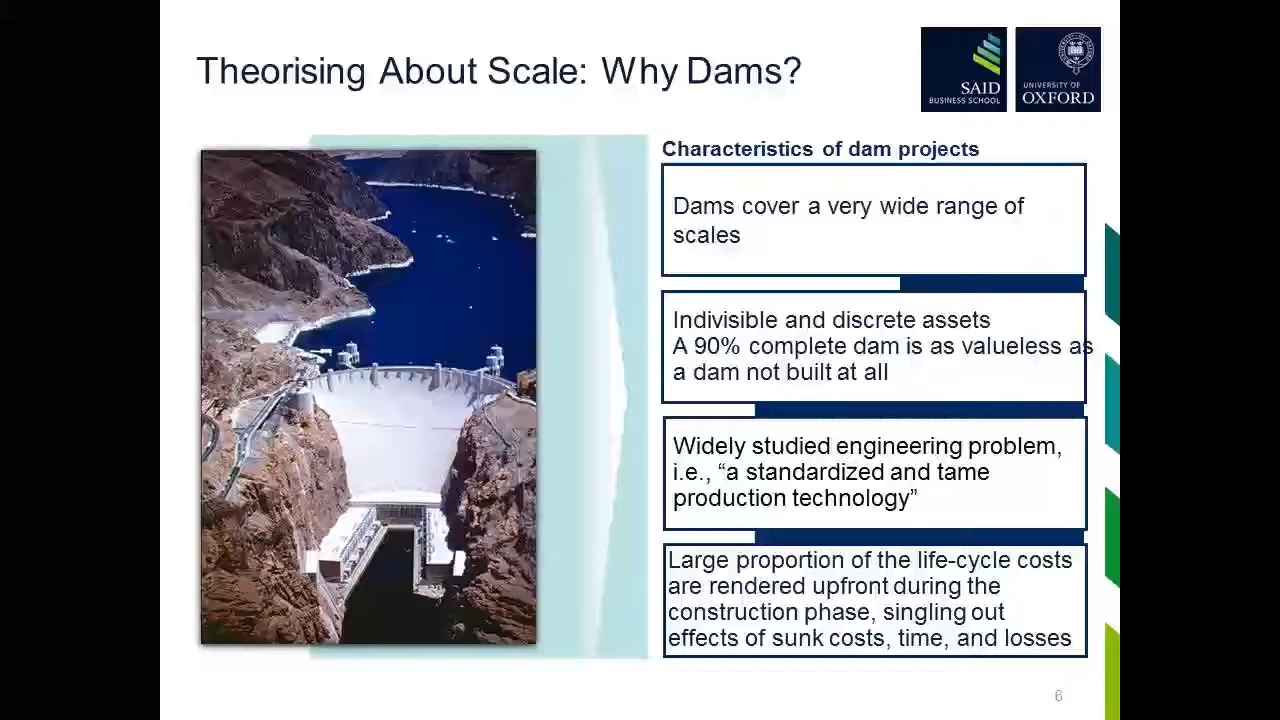 Theorising About Scale: Why Dams?
SAID
BUSINESS SCHOOL
UNIVERSITY OF
OXFORD
Characteristics of dam projects
Dams cover a very wide range of
scales
Indivisible and discrete assets
A 90% complete dam is as valueless as
a dam not built at all
Widely studied engineering problem,
i.e., “a standardized and tame
production technology”
Large proportion of the life-cycle costs
are rendered upfront during the
construction phase, singling out
effects of sunk costs, time, and losses
6